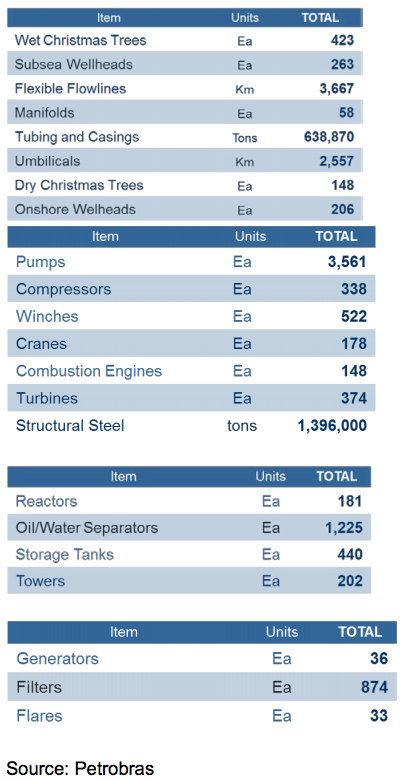 Item Units TOTAL
Wet Christmas Trees Ea 423
Subsea Wellheads Ea 263
Flexible Flowlines Km 3,667
Manifolds Ea 58
Tubing and Casings Tons 638,870
Umbilicals Km 2,557
Dry Christmas Trees Ea 148
Onshore Welheads Ea 206
Item Units TOTAL
Pumps Ea 3,561
Compressors Ea 338
Winches Ea 522
Cranes Ea 178
Combustion Engines Ea 148
Turbines Ea 374
Structural Steel tons 1,396,000
Item Units TOTAL
Reactors Ea 181
Oil/Water Separators Ea 1,225
Storage Tanks Ea 440
Towers Ea 202
Item Units TOTAL
Generators Ea 36
Filters Ea 874
Flares Ea 33
Source: Petrobras